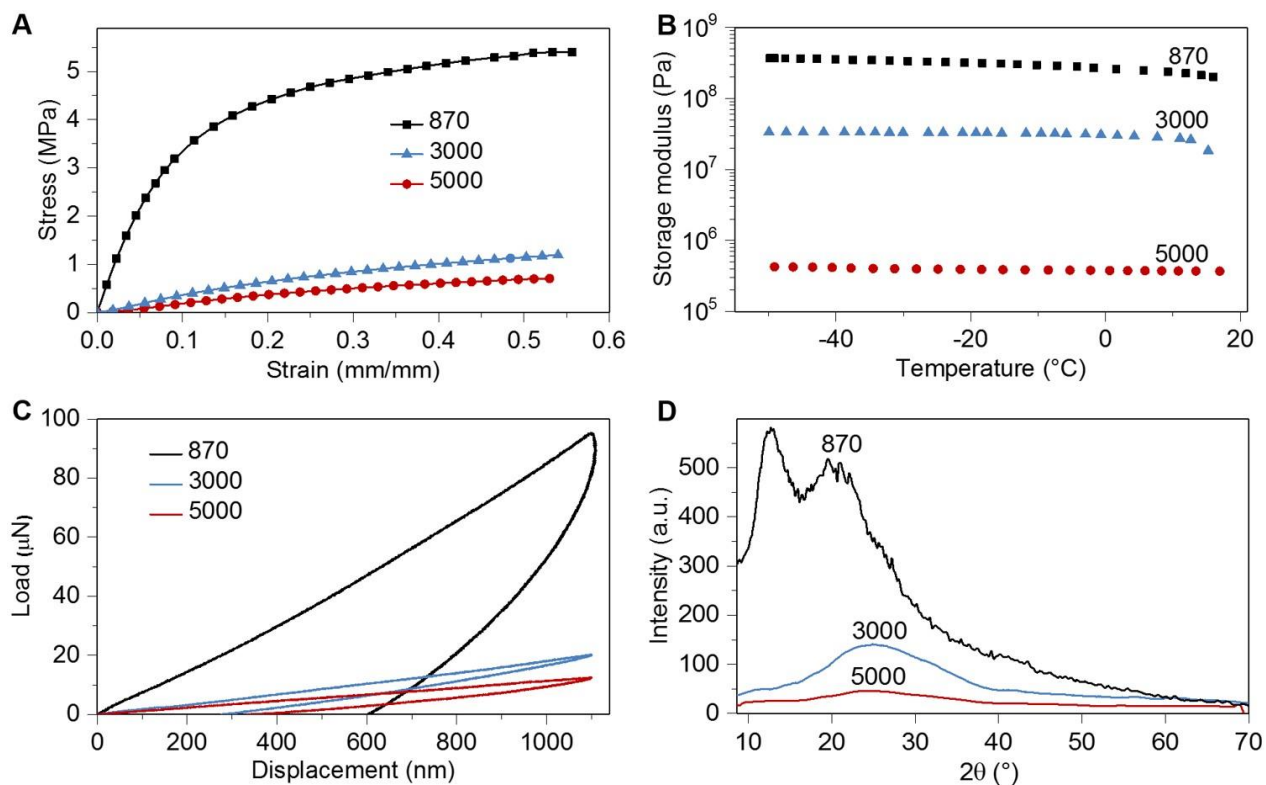 A
5
4
3
2
1
0
Stress (MPa)
870
3000
5000
0.0 0.1 0.2 0.3 0.4 0.5 0.6
Strain (mm/mm)
B
10⁹
10⁸
10⁷
10⁶
10⁵
Storage modulus (Pa)
870
3000
5000
-40 -20 0 20
Temperature (°C)
C
100
80
60
40
20
0
Load (μN)
870
3000
5000
0 200 400 600 800 1000
Displacement (nm)
D
500
400
300
200
100
0
Intensity (a.u.)
870
3000
5000
10 20 30 40 50 60 70
2θ (°)